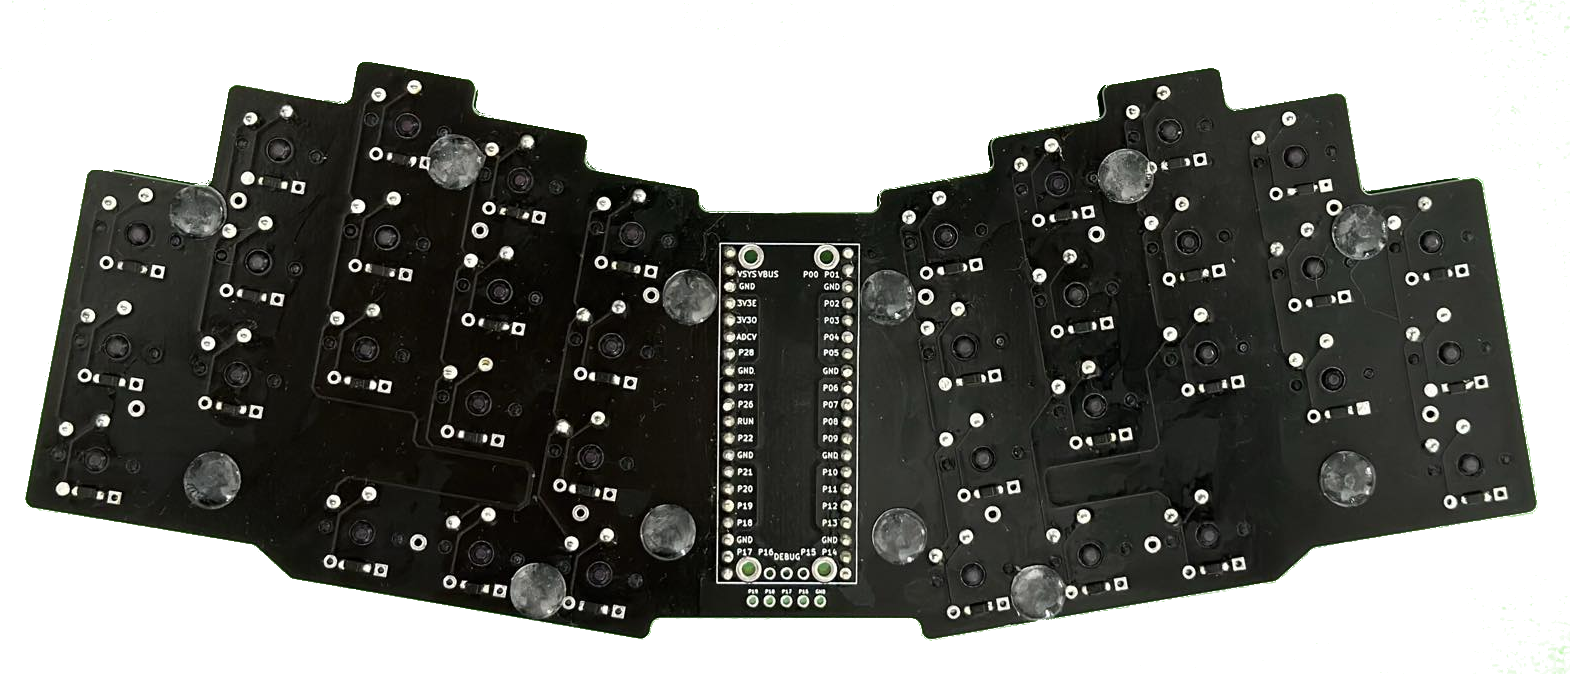 VSYS VBUS P00 P01
GND GND
3V3E P02
3V3O P03
ADCV P04
P28 P05
GND GND
P27 P06
P26 P07
RUN P08
P22 P09
GND GND
P21 P10
P20 P11
P19 P12
P18 P13
GND GND
P17 P16 DEBUG P15 P14
P19 P18 P17 P16 GND